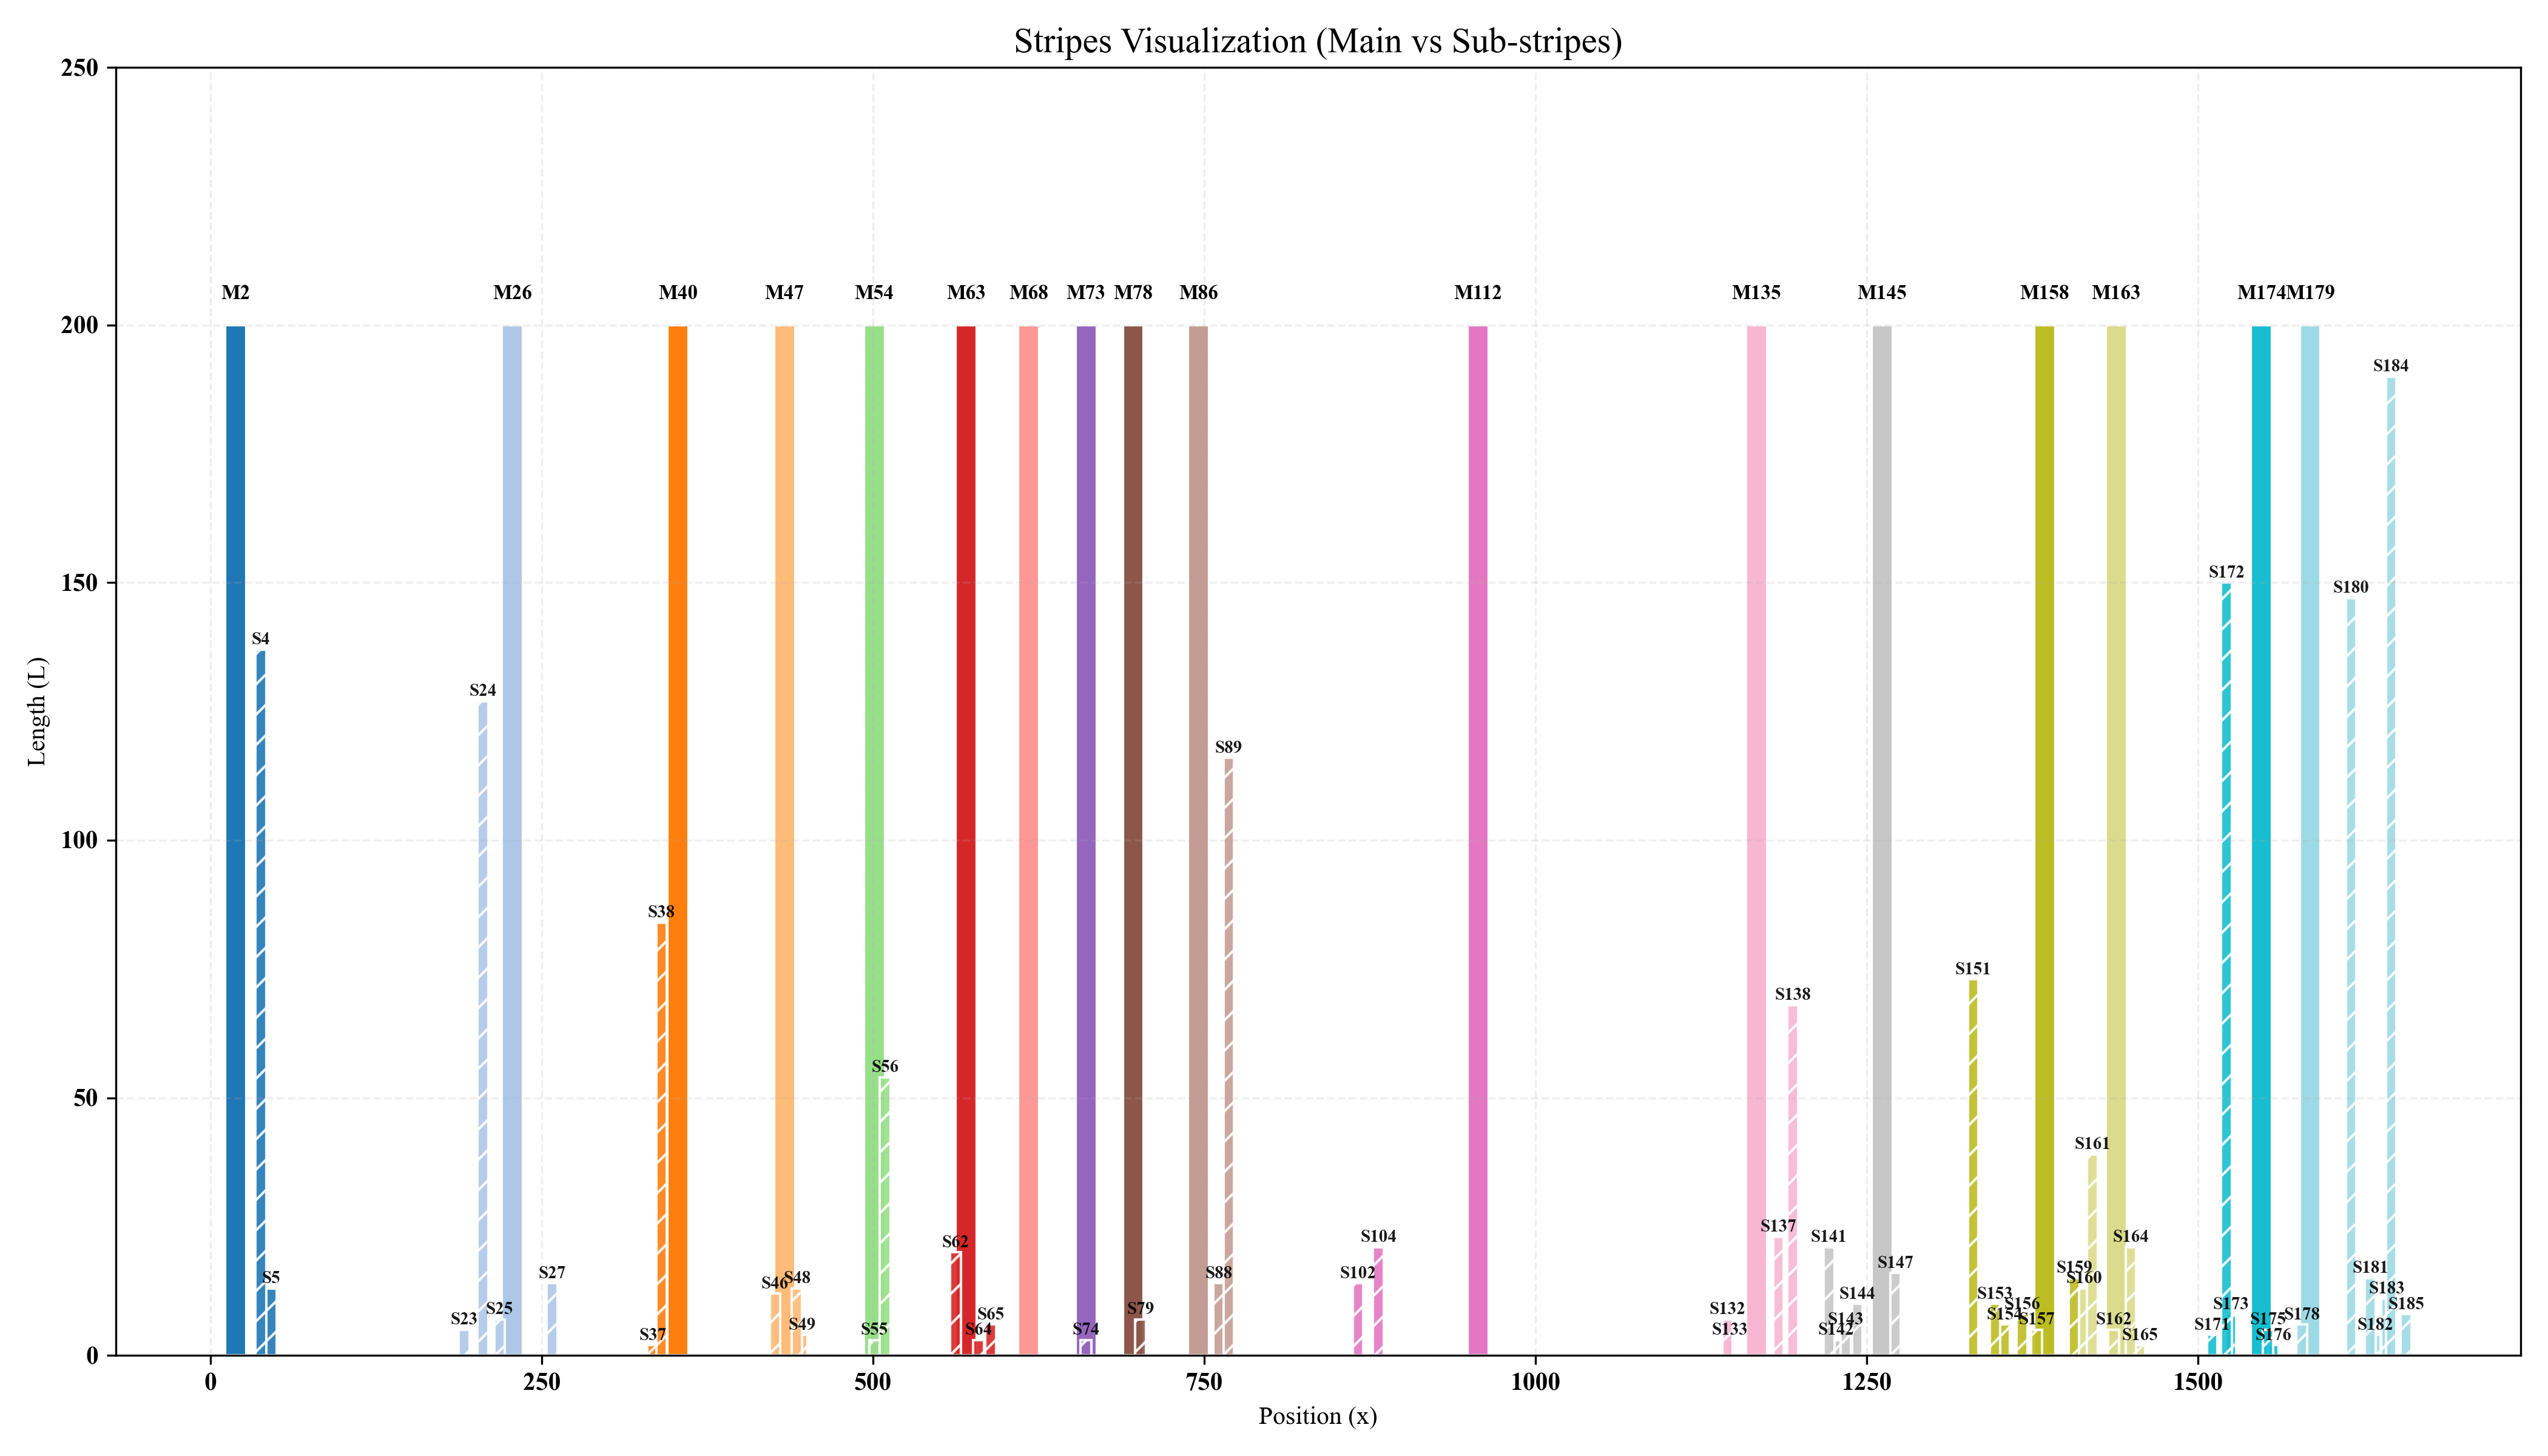 Stripes Visualization (Main vs Sub-stripes)
250
200
150
100
50
0
Length (L)
M2 M26 M40 M47 M54 M63 M68 M73 M78 M86 M112 M135 M145 M158 M163 M174 M179
S184
S172
S180
S4
S24
S89
S38
S151
S138
S56
S161
S62 S104 S137 S141 S164
S5 S27 S46 S48 S88 S102 S147 S159 S160 S181
S23 S25 S37 S49 S55 S64 S65 S74 S79 S132 S133 S142 S143 S144 S153 S154 S156 S157 S162 S165 S171 S173 S175 S176 S178 S182 S183 S185
0 250 500 750 1000 1250 1500
Position (x)